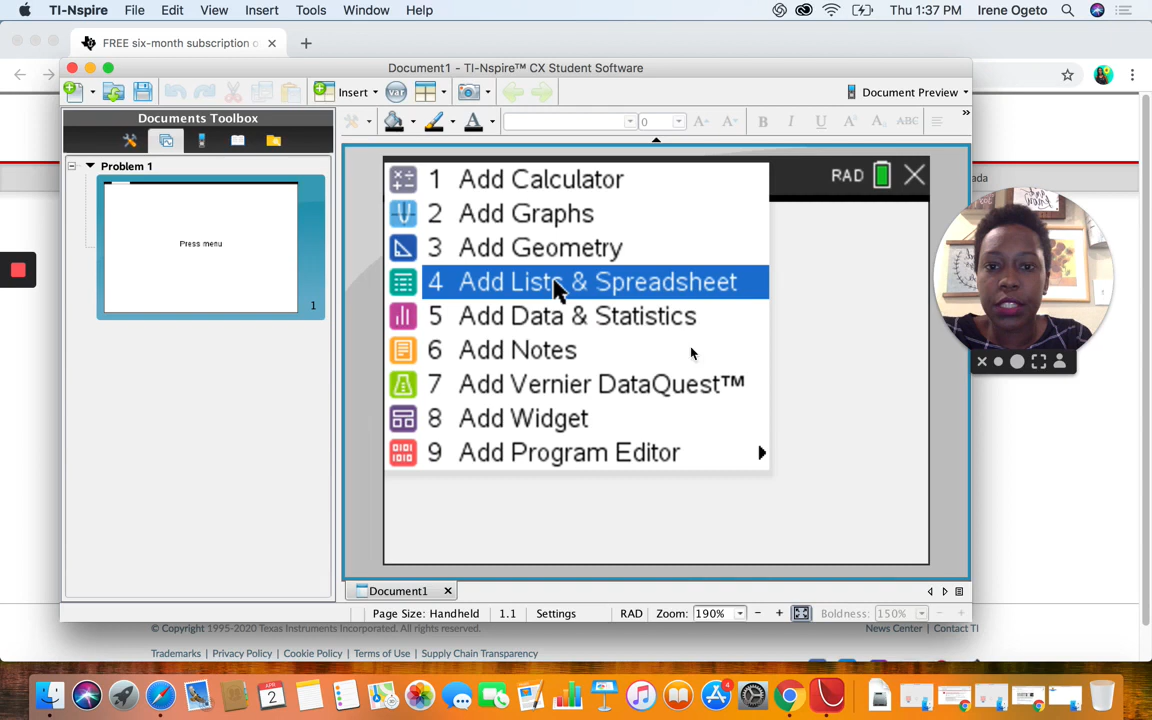 TI-Nspire File Edit View Insert Tools Window Help Thu 1:37 PM Irene Ogeto
FREE six-month subscription o
Document1 - TI-Nspire™ CX Student Software
Insert Document Preview
Documents Toolbox
0 A B I U ABC
Problem 1
Press menu
1
1 Add Calculator
2 Add Graphs
3 Add Geometry
4 Add Lists & Spreadsheet
5 Add Data & Statistics
6 Add Notes
7 Add Vernier DataQuest™
8 Add Widget
9 Add Program Editor
RAD
ada
Document1
Page Size: Handheld 1.1 Settings RAD Zoom: 190% Boldness: 150%
© Copyright 1995-2020 Texas Instruments Incorporated. All rights reserved. News Center | Contact TI
Trademarks | Privacy Policy | Cookie Policy | Terms of Use | Supply Chain Transparency